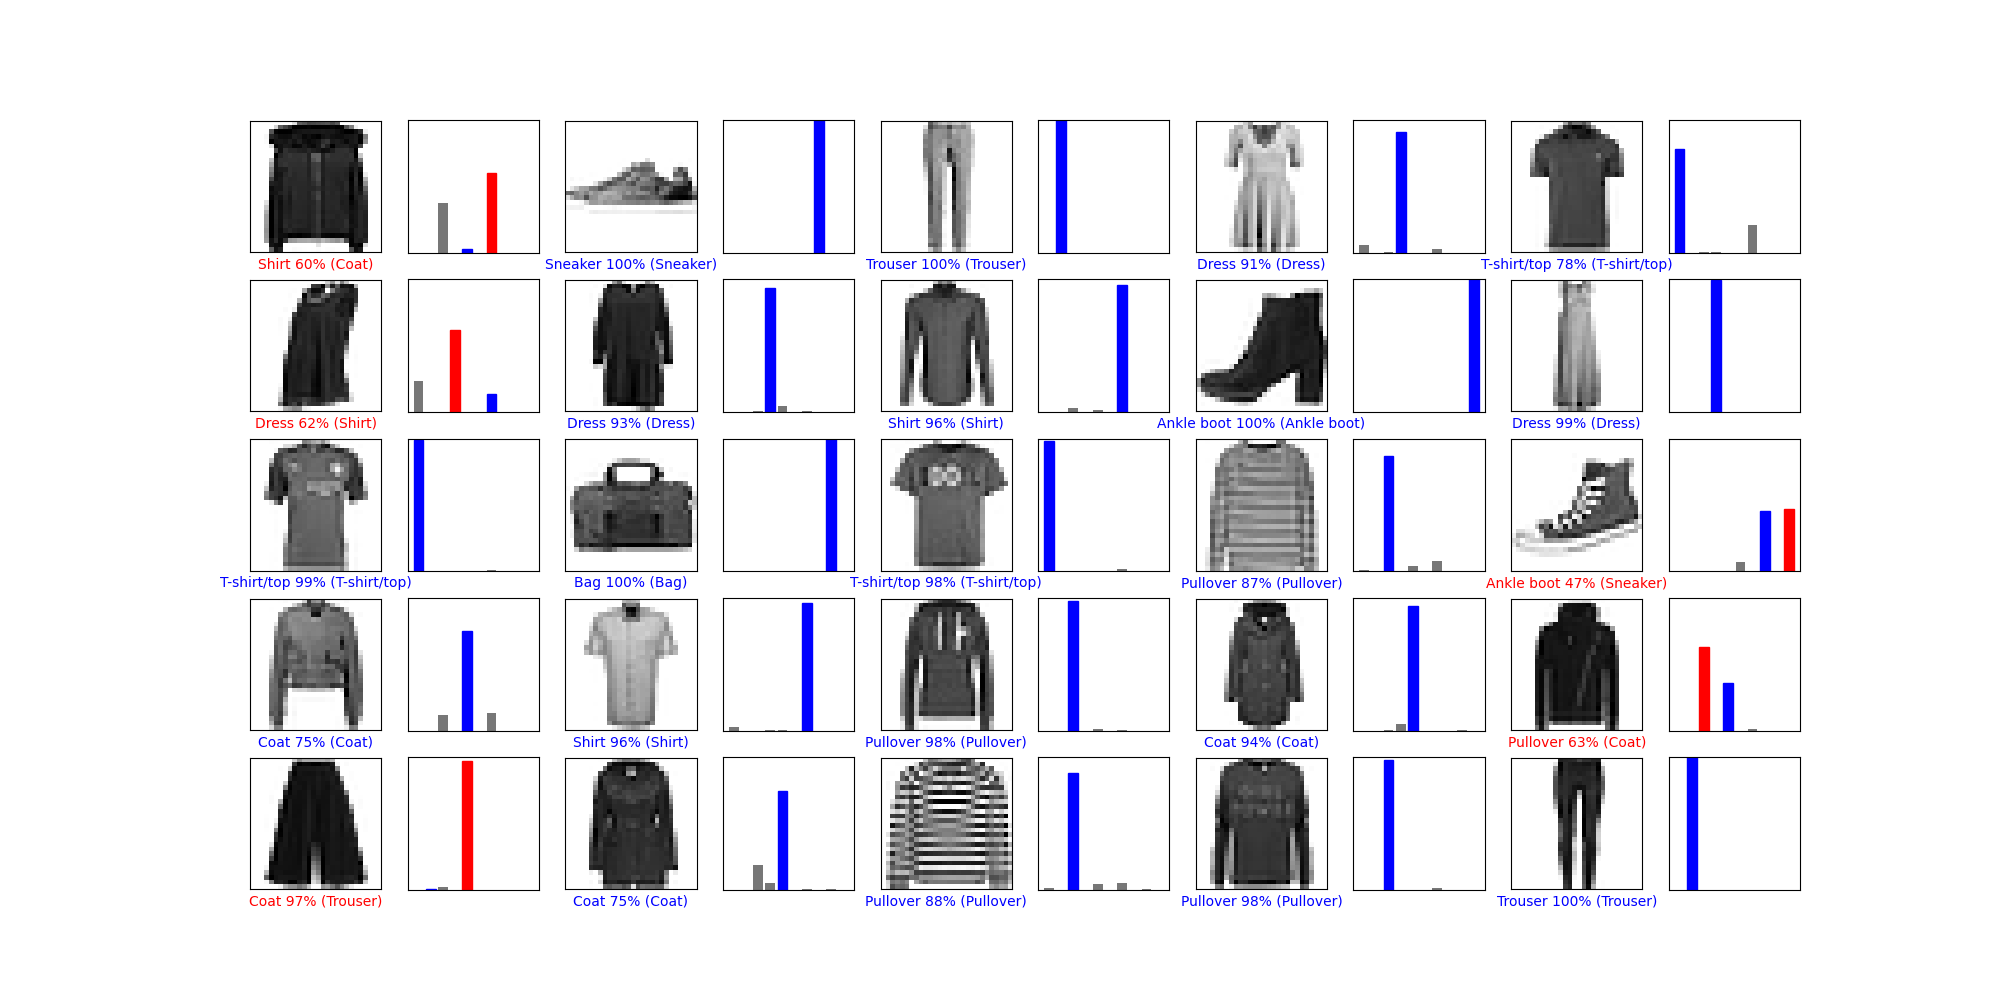 Shirt 60% (Coat)
Sneaker 100% (Sneaker)
Trouser 100% (Trouser)
Dress 91% (Dress)
T-shirt/top 78% (T-shirt/top)
Dress 62% (Shirt)
Dress 93% (Dress)
Shirt 96% (Shirt)
Ankle boot 100% (Ankle boot)
Dress 99% (Dress)
T-shirt/top 99% (T-shirt/top)
Bag 100% (Bag)
T-shirt/top 98% (T-shirt/top)
Pullover 87% (Pullover)
Ankle boot 47% (Sneaker)
Coat 75% (Coat)
Shirt 96% (Shirt)
Pullover 98% (Pullover)
Coat 94% (Coat)
Pullover 63% (Coat)
Coat 97% (Trouser)
Coat 75% (Coat)
Pullover 88% (Pullover)
Pullover 98% (Pullover)
Trouser 100% (Trouser)